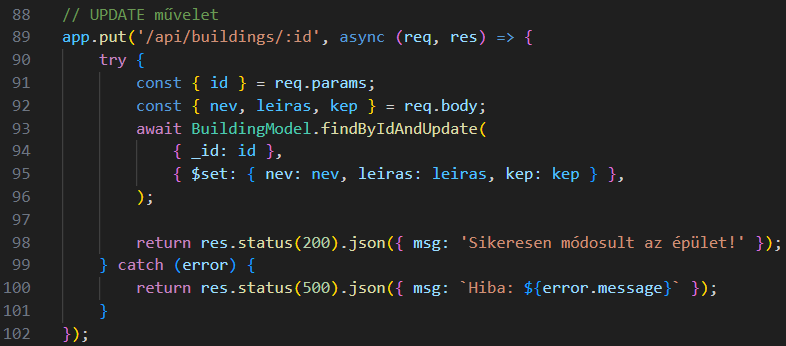 88 // UPDATE művelet
89 app.put('/api/buildings/:id', async (req, res) => {
90     try {
91         const { id } = req.params;
92         const { nev, leiras, kep } = req.body;
93         await BuildingModel.findByIdAndUpdate(
94             { _id: id },
95             { $set: { nev: nev, leiras: leiras, kep: kep } },
96         );
97
98         return res.status(200).json({ msg: 'Sikeresen módosult az épület!' });
99     } catch (error) {
100         return res.status(500).json({ msg: `Hiba: ${error.message}` });
101     }
102 });